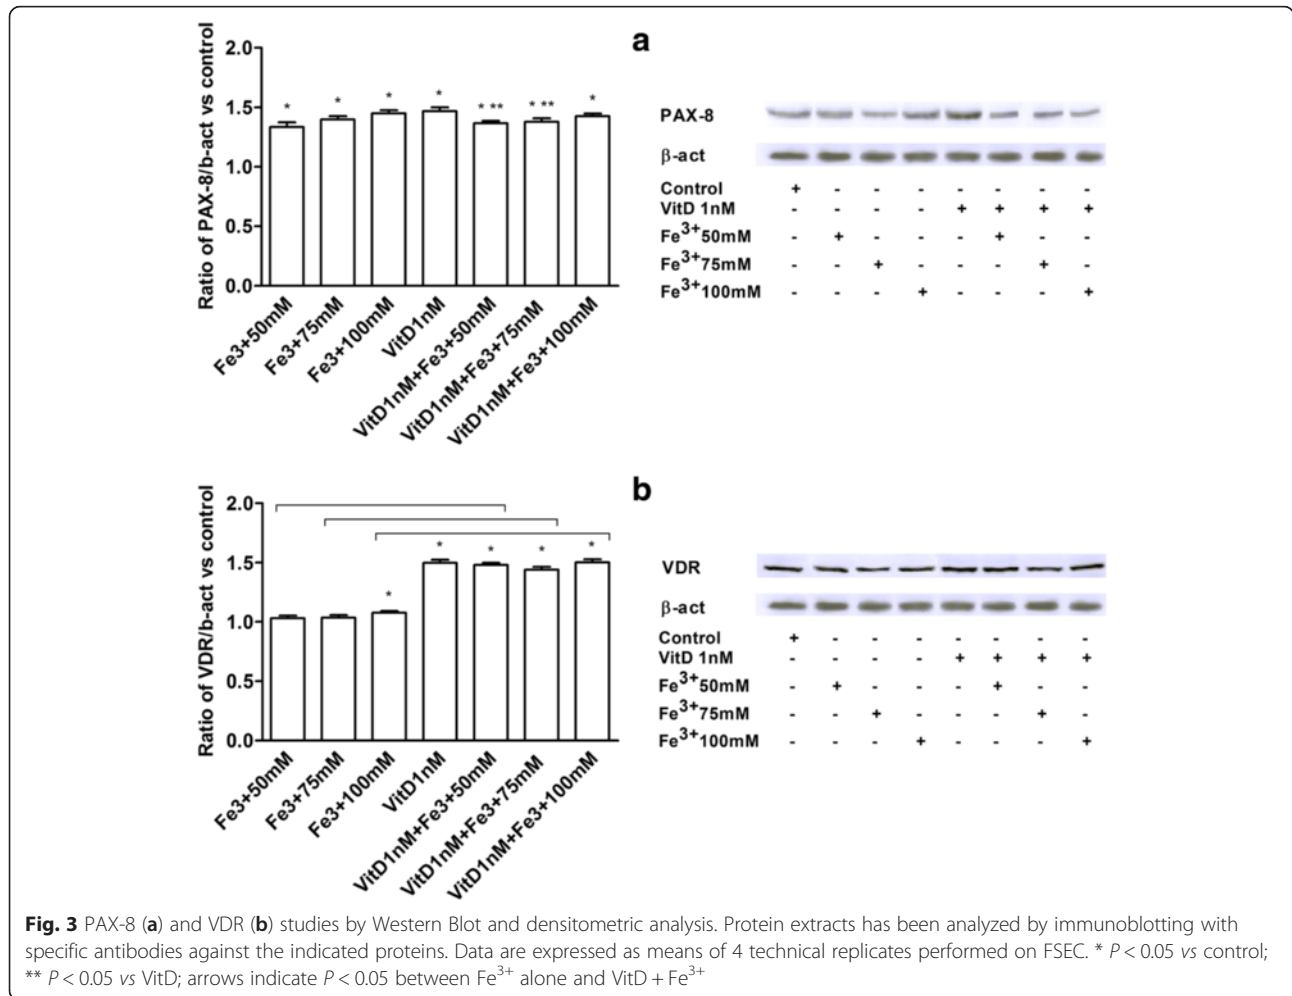 a
Ratio of PAX-8/b-act vs control
2.0
1.5
1.0
0.5
0.0
* * * * * ** * ** *
Fe3+50mM
Fe3+75mM
Fe3+100mM
VitD1nM
VitD1nM+Fe3+50mM
VitD1nM+Fe3+75mM
VitD1nM+Fe3+100mM
PAX-8
β-act
Control + - - - - - - -
VitD 1nM - - - - + + + +
Fe3+50mM - + - - - + - -
Fe3+75mM - - + - - - + -
Fe3+100mM - - - + - - - +
b
Ratio of VDR/b-act vs control
2.0
1.5
1.0
0.5
0.0
* * * * *
Fe3+50mM
Fe3+75mM
Fe3+100mM
VitD1nM
VitD1nM+Fe3+50mM
VitD1nM+Fe3+75mM
VitD1nM+Fe3+100mM
VDR
β-act
Control + - - - - - - -
VitD 1nM - - - - + + + +
Fe3+50mM - + - - - + - -
Fe3+75mM - - + - - - + -
Fe3+100mM - - - + - - - +
Fig. 3 PAX-8 (a) and VDR (b) studies by Western Blot and densitometric analysis. Protein extracts has been analyzed by immunoblotting with
specific antibodies against the indicated proteins. Data are expressed as means of 4 technical replicates performed on FSEC. * P < 0.05 vs control;
** P < 0.05 vs VitD; arrows indicate P < 0.05 between Fe3+ alone and VitD + Fe3+